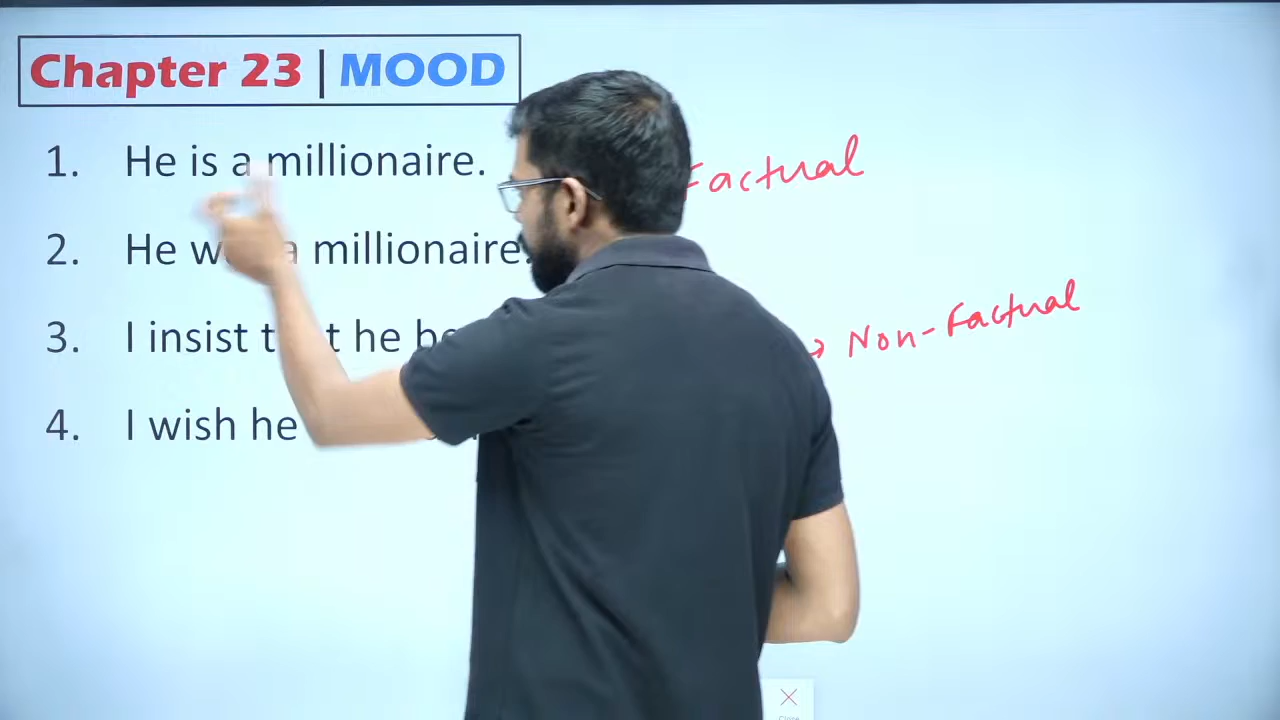 Chapter 23 | MOOD
1. He is a millionaire.
Factual
2. He a millionaire.
3. I insist he
→ Non-Factual
4. I wish he
Close